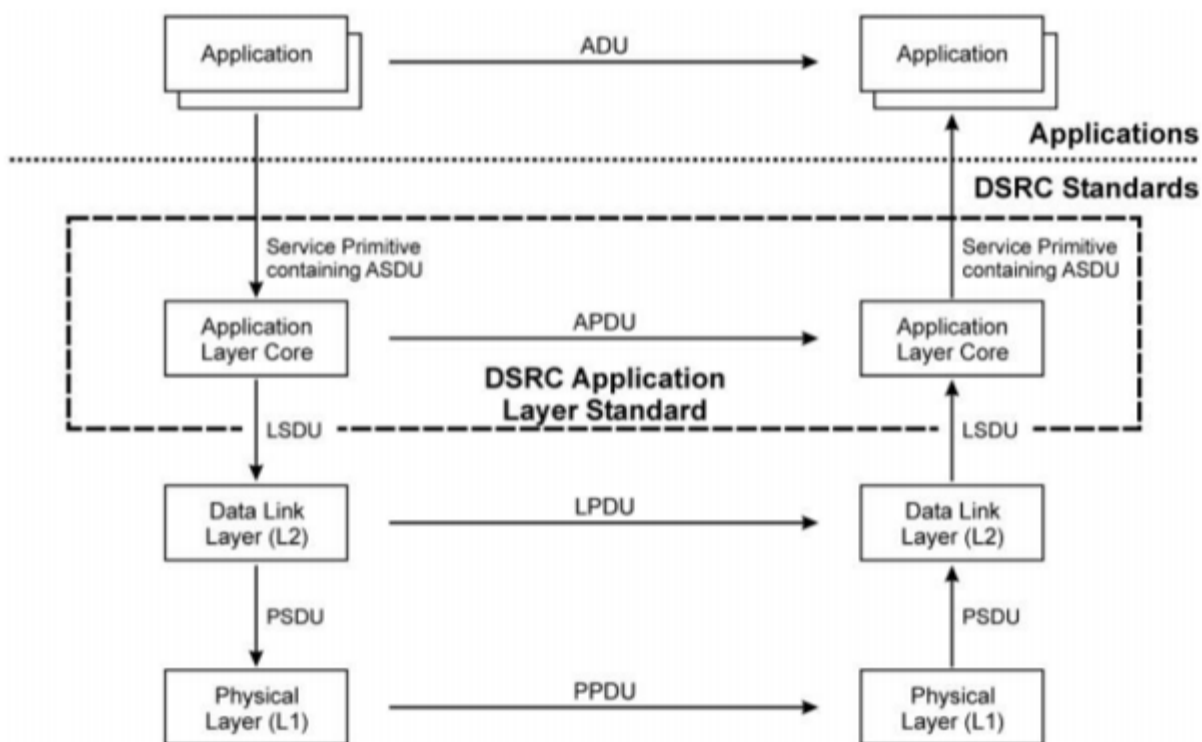 Application
ADU
Application
Applications
DSRC Standards
Service Primitive
containing ASDU
Service Primitive
containing ASDU
Application
Layer Core
APDU
Application
Layer Core
DSRC Application
Layer Standard
LSDU
LSDU
Data Link
Layer (L2)
LPDU
Data Link
Layer (L2)
PSDU
PSDU
Physical
Layer (L1)
PPDU
Physical
Layer (L1)